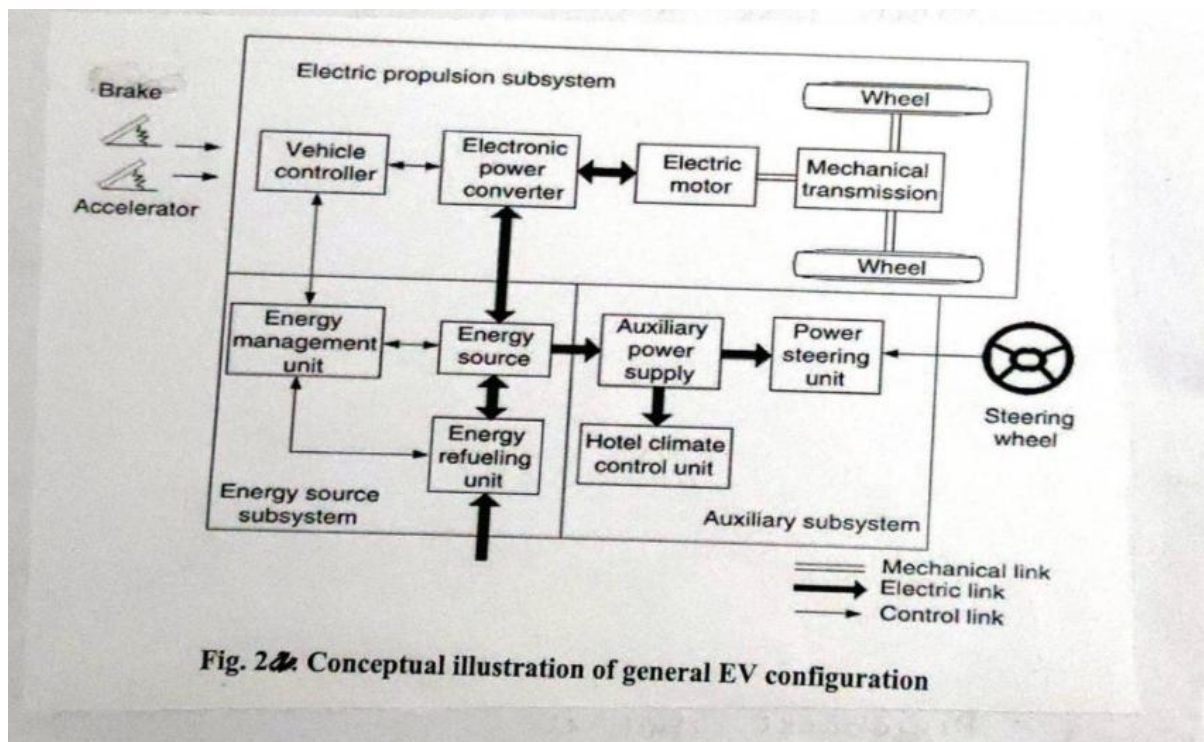 Electric propulsion subsystem
Brake
Accelerator
Vehicle
controller
Electronic
power
converter
Electric
motor
Mechanical
transmission
Wheel
Wheel
Energy
management
unit
Energy
source
Auxiliary
power
supply
Power
steering
unit
Steering
wheel
Energy
refueling
unit
Hotel climate
control unit
Energy source
subsystem
Auxiliary subsystem
Mechanical link
Electric link
Control link
Fig. 2 Conceptual illustration of general EV configuration